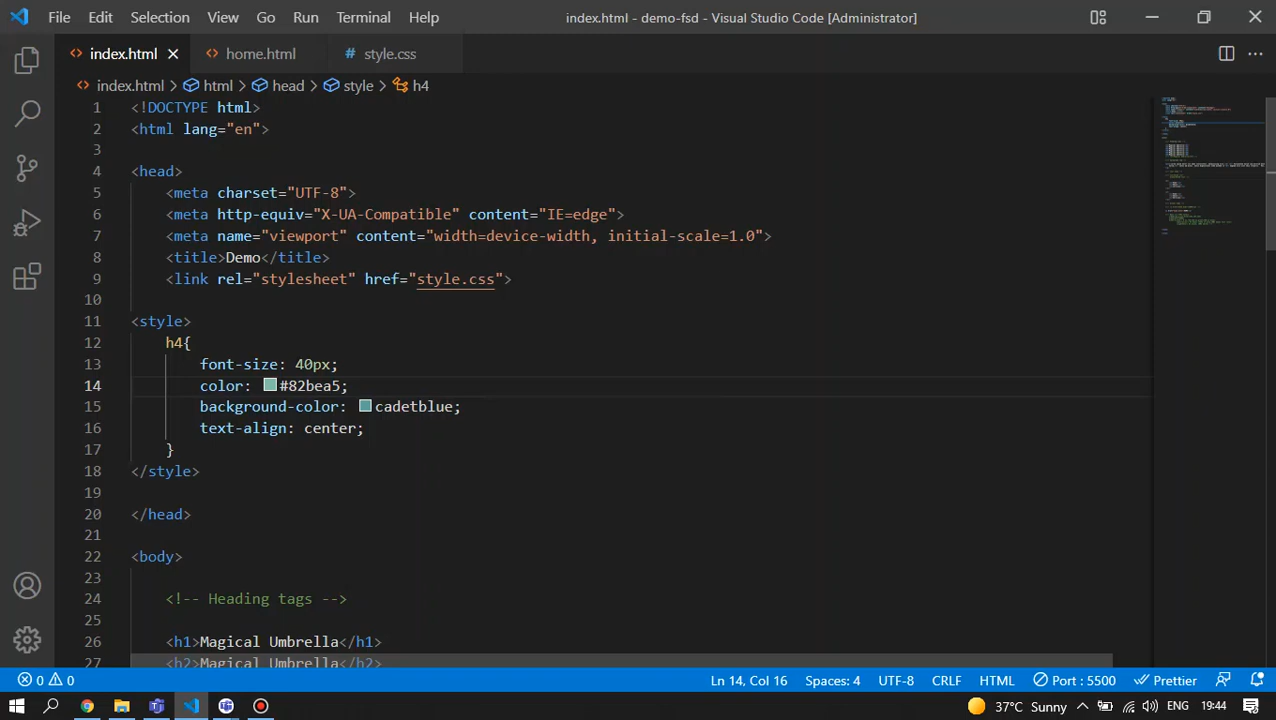 File Edit Selection View Go Run Terminal Help index.html - demo-fsd - Visual Studio Code [Administrator]
index.html home.html style.css
index.html > html > head > style > h4
1 <!DOCTYPE html>
2 <html lang="en">
3
4 <head>
5 <meta charset="UTF-8">
6 <meta http-equiv="X-UA-Compatible" content="IE=edge">
7 <meta name="viewport" content="width=device-width, initial-scale=1.0">
8 <title>Demo</title>
9 <link rel="stylesheet" href="style.css">
10
11 <style>
12 h4{
13 font-size: 40px;
14 color: #82bea5;
15 background-color: cadetblue;
16 text-align: center;
17 }
18 </style>
19
20 </head>
21
22 <body>
23
24 <!-- Heading tags -->
25
26 <h1>Magical Umbrella</h1>
27 <h2>Magical Umbrella</h2>
0 0 Ln 14, Col 16 Spaces: 4 UTF-8 CRLF HTML Port : 5500 Prettier
37°C Sunny ENG 19:44